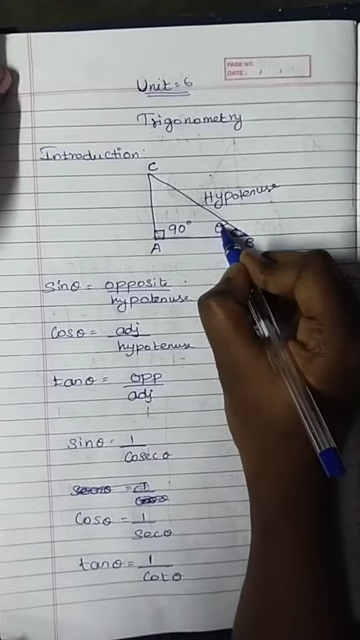 Unit = 6
PAGE NO.
DATE: / /
Trigonometry
Introduction:
C
Hypotenuse
90° θ
A B
sinθ = opposite / hypotenuse
cosθ = adj / hypotenuse
tanθ = opp / adj
sinθ = 1 / cosecθ
cosθ = 1 / secθ
tanθ = 1 / cotθ